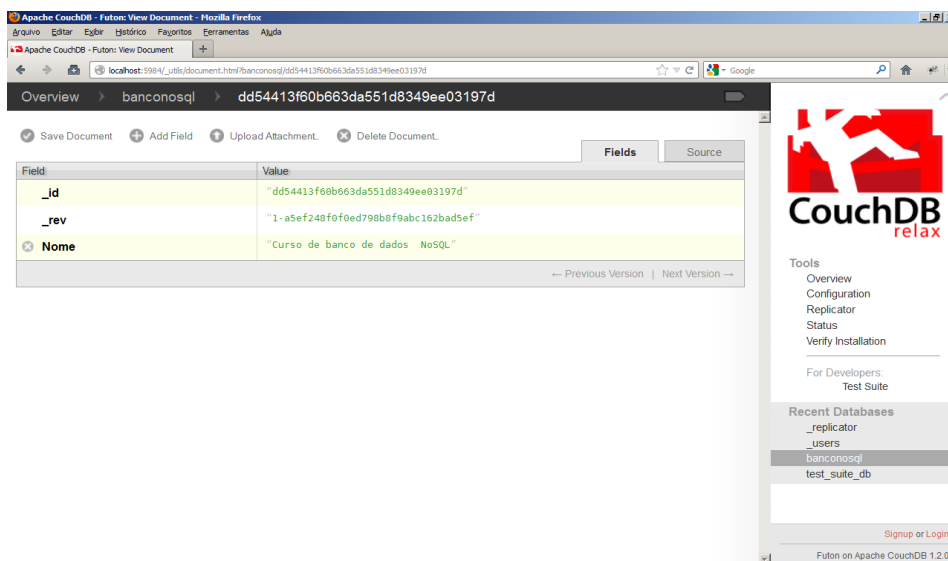 Apache CouchDB - Futon: View Document - Mozilla Firefox
Arquivo Editar Exibir Histórico Favoritos Ferramentas Ajuda
Apache CouchDB - Futon: View Document +
localhost:5984/_utils/document.html?banconosql/dd54413f60b663da551d8349ee03197d Google
Overview banconosql dd54413f60b663da551d8349ee03197d
Save Document Add Field Upload Attachment... Delete Document...
Fields Source
Field Value
_id "dd54413f60b663da551d8349ee03197d"
_rev "1-a5ef248f0f0ed798b8f9abc162bad5ef"
Nome "Curso de banco de dados  NoSQL"
← Previous Version | Next Version →
CouchDB
relax
Tools
Overview
Configuration
Replicator
Status
Verify Installation
For Developers:
Test Suite
Recent Databases
_replicator
_users
banconosql
test_suite_db
Signup or Login
Futon on Apache CouchDB 1.2.0